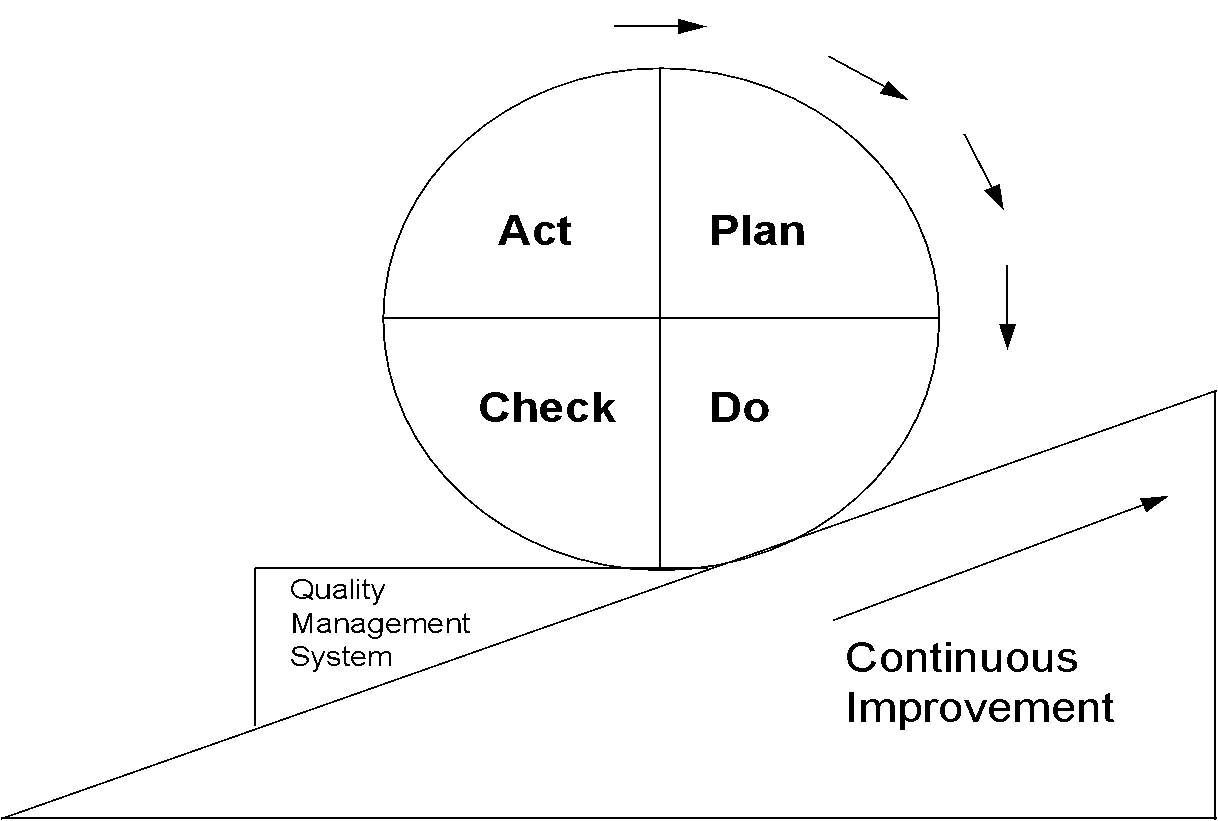 Act
Plan
Check
Do
Quality
Management
System
Continuous
Improvement